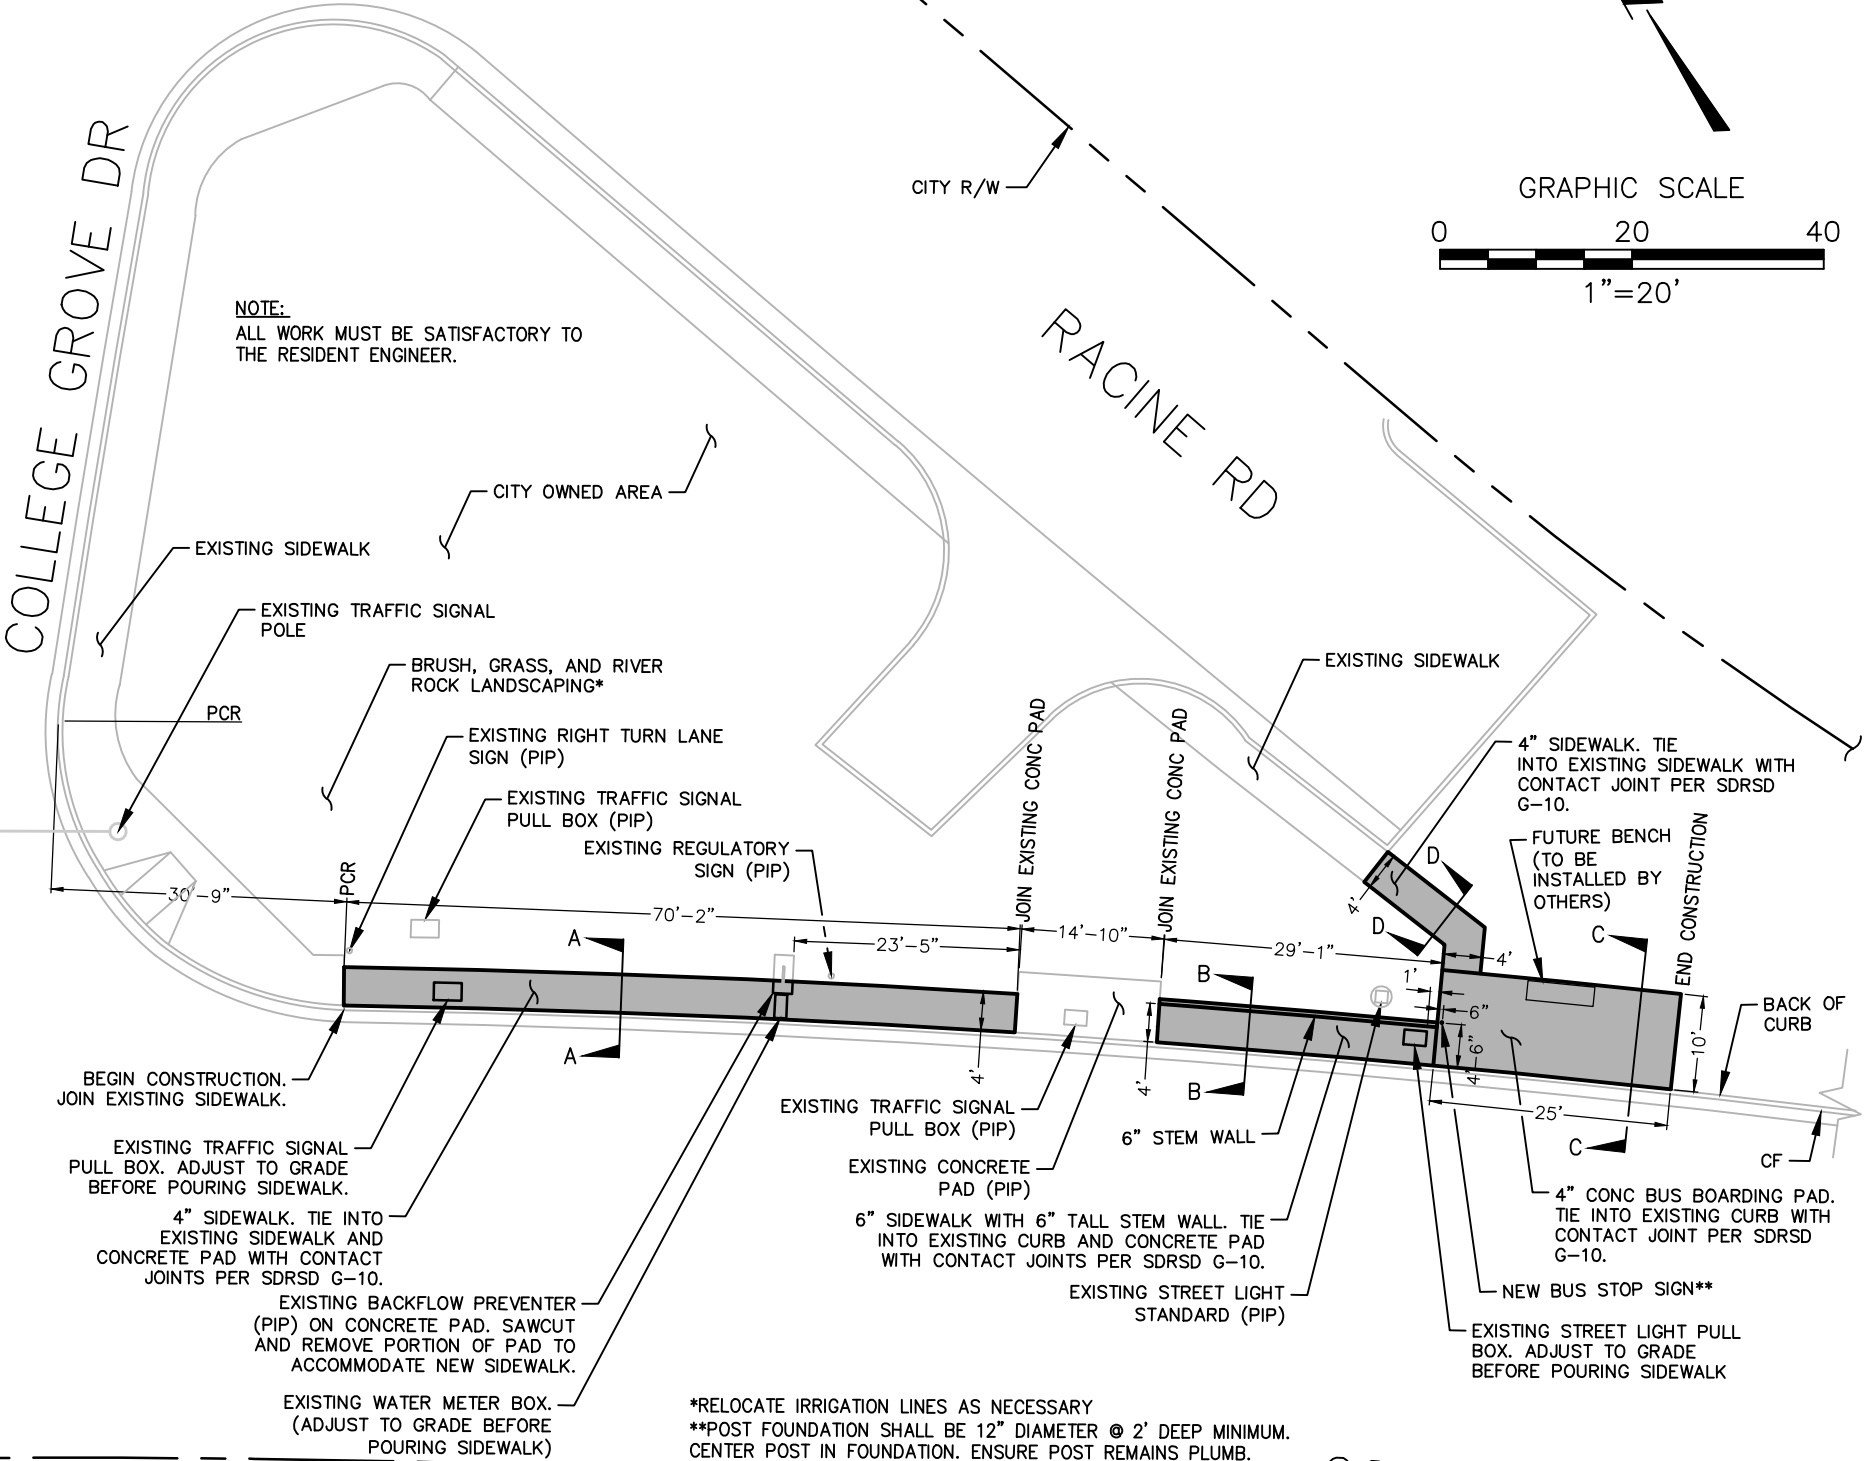 COLLEGE GROVE DR
CITY R/W
GRAPHIC SCALE
0 20 40
1"=20'
NOTE:
ALL WORK MUST BE SATISFACTORY TO
THE RESIDENT ENGINEER.
RACINE RD
CITY OWNED AREA
EXISTING SIDEWALK
EXISTING TRAFFIC SIGNAL
POLE
BRUSH, GRASS, AND RIVER
ROCK LANDSCAPING*
PCR
EXISTING RIGHT TURN LANE
SIGN (PIP)
EXISTING TRAFFIC SIGNAL
PULL BOX (PIP)
EXISTING REGULATORY
SIGN (PIP)
JOIN EXISTING CONC PAD
JOIN EXISTING CONC PAD
EXISTING SIDEWALK
4" SIDEWALK. TIE
INTO EXISTING SIDEWALK WITH
CONTACT JOINT PER SDRSD
G-10.
FUTURE BENCH
(TO BE
INSTALLED BY
OTHERS)
END CONSTRUCTION
PCR
30'-9"
70'-2"
23'-5"
14'-10"
29'-1"
4'
4'
1'
6"
4'-6"
10'
25'
4'
4'
A
A
B
B
C
C
D
D
BACK OF
CURB
CF
BEGIN CONSTRUCTION.
JOIN EXISTING SIDEWALK.
EXISTING TRAFFIC SIGNAL
PULL BOX. ADJUST TO GRADE
BEFORE POURING SIDEWALK.
4" SIDEWALK. TIE INTO
EXISTING SIDEWALK AND
CONCRETE PAD WITH CONTACT
JOINTS PER SDRSD G-10.
EXISTING BACKFLOW PREVENTER
(PIP) ON CONCRETE PAD. SAWCUT
AND REMOVE PORTION OF PAD TO
ACCOMMODATE NEW SIDEWALK.
EXISTING WATER METER BOX.
(ADJUST TO GRADE BEFORE
POURING SIDEWALK)
EXISTING TRAFFIC SIGNAL
PULL BOX (PIP)
EXISTING CONCRETE
PAD (PIP)
6" STEM WALL
6" SIDEWALK WITH 6" TALL STEM WALL. TIE
INTO EXISTING CURB AND CONCRETE PAD
WITH CONTACT JOINTS PER SDRSD G-10.
EXISTING STREET LIGHT
STANDARD (PIP)
4" CONC BUS BOARDING PAD.
TIE INTO EXISTING CURB WITH
CONTACT JOINT PER SDRSD
G-10.
NEW BUS STOP SIGN**
EXISTING STREET LIGHT PULL
BOX. ADJUST TO GRADE
BEFORE POURING SIDEWALK
*RELOCATE IRRIGATION LINES AS NECESSARY
**POST FOUNDATION SHALL BE 12" DIAMETER @ 2' DEEP MINIMUM.
CENTER POST IN FOUNDATION. ENSURE POST REMAINS PLUMB.